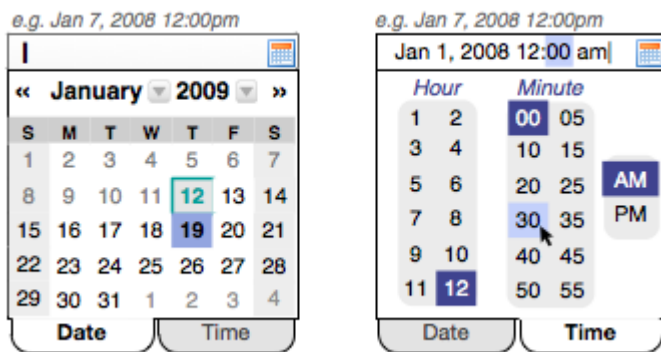 e.g. Jan 7, 2008 12:00pm
« January 2009 »
S M T W T F S
1 2 3 4 5 6 7
8 9 10 11 12 13 14
15 16 17 18 19 20 21
22 23 24 25 26 27 28
29 30 31 1 2 3 4
Date Time
e.g. Jan 7, 2008 12:00pm
Jan 1, 2008 12:00 am
Hour Minute
1 2 00 05
3 4 10 15
5 6 20 25 AM
7 8 30 35 PM
9 10 40 45
11 12 50 55
Date Time